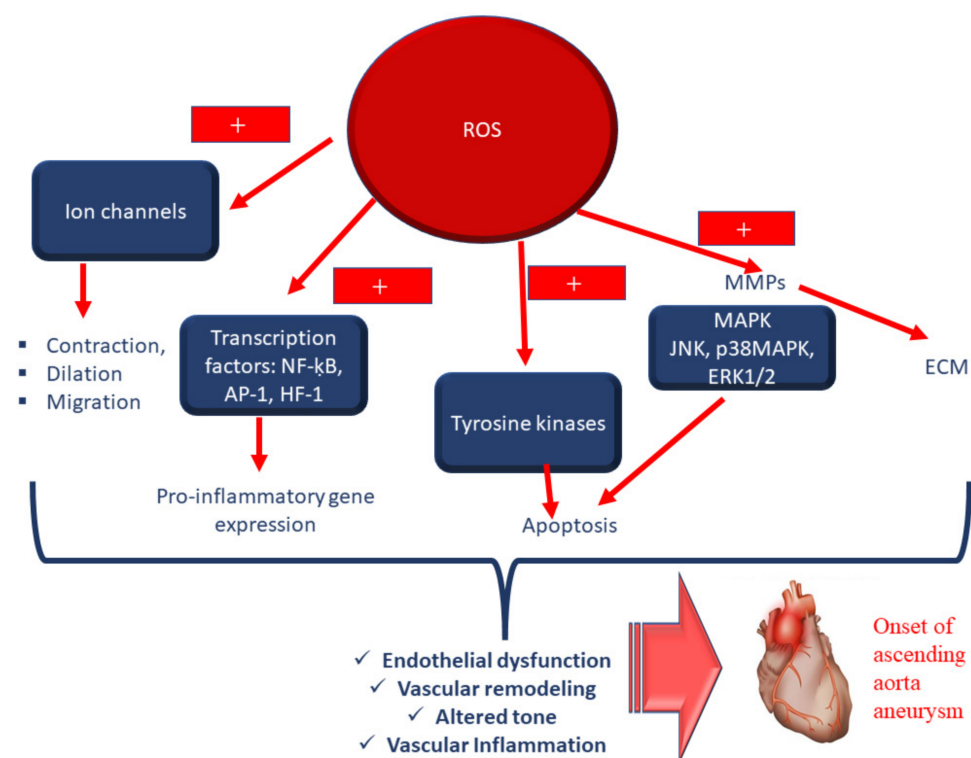 ROS
+
+
+
+
Ion channels
▪ Contraction,
▪ Dilation
▪ Migration
Transcription
factors: NF-ķB,
AP-1, HF-1
Pro-inflammatory gene
expression
Tyrosine kinases
MMPs
MAPK
JNK, p38MAPK,
ERK1/2
ECM
Apoptosis
✓ Endothelial dysfunction
✓ Vascular remodeling
✓ Altered tone
✓ Vascular Inflammation
Onset of
ascending
aorta
aneurysm